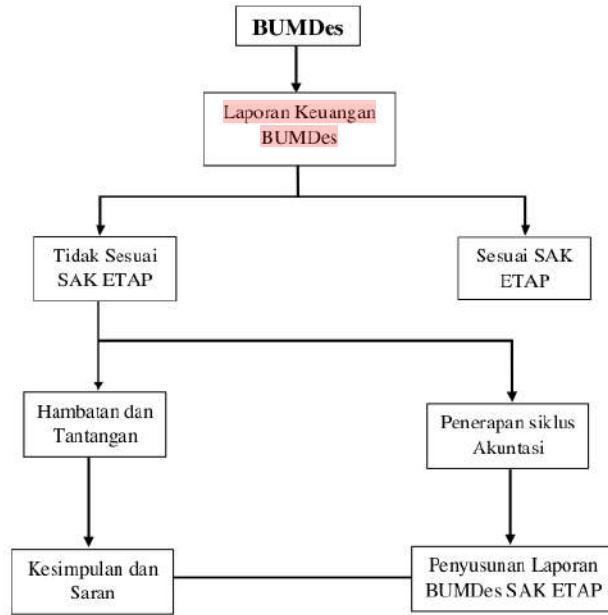 BUMDes
Laporan Keuangan
BUMDes
Tidak Sesuai
SAK ETAP
Sesuai SAK
ETAP
Hambatan dan
Tantangan
Penerapan siklus
Akuntasi
Kesimpulan dan
Saran
Penyusunan Laporan
BUMDes SAK ETAP